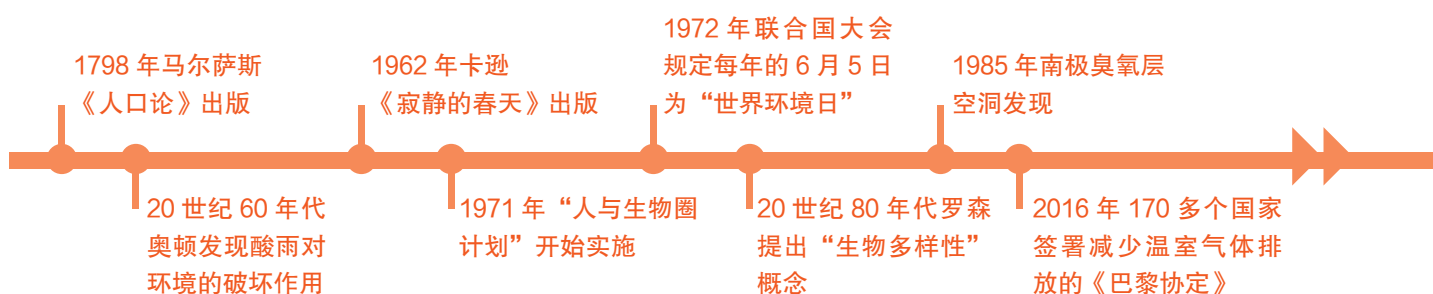 1798 年马尔萨斯
《人口论》出版
20 世纪 60 年代
奥顿发现酸雨对
环境的破坏作用
1962 年卡逊
《寂静的春天》出版
1971 年“人与生物圈
计划”开始实施
1972 年联合国大会
规定每年的 6 月 5 日
为“世界环境日”
20 世纪 80 年代罗森
提出“生物多样性”
概念
1985 年南极臭氧层
空洞发现
2016 年 170 多个国家
签署减少温室气体排
放的《巴黎协定》